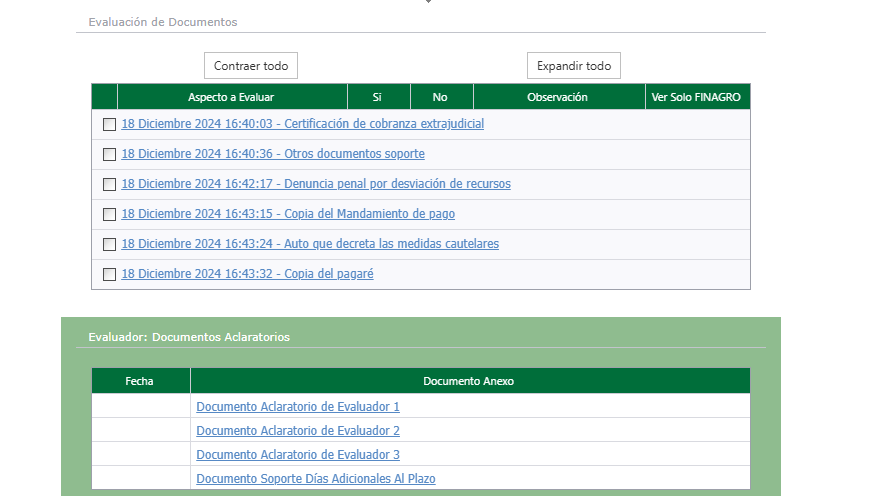 Evaluación de Documentos
Contraer todo Expandir todo
Aspecto a Evaluar Si No Observación Ver Solo FINAGRO
18 Diciembre 2024 16:40:03 - Certificación de cobranza extrajudicial
18 Diciembre 2024 16:40:36 - Otros documentos soporte
18 Diciembre 2024 16:42:17 - Denuncia penal por desviación de recursos
18 Diciembre 2024 16:43:15 - Copia del Mandamiento de pago
18 Diciembre 2024 16:43:24 - Auto que decreta las medidas cautelares
18 Diciembre 2024 16:43:32 - Copia del pagaré
Evaluador: Documentos Aclaratorios
Fecha Documento Anexo
Documento Aclaratorio de Evaluador 1
Documento Aclaratorio de Evaluador 2
Documento Aclaratorio de Evaluador 3
Documento Soporte Días Adicionales Al Plazo